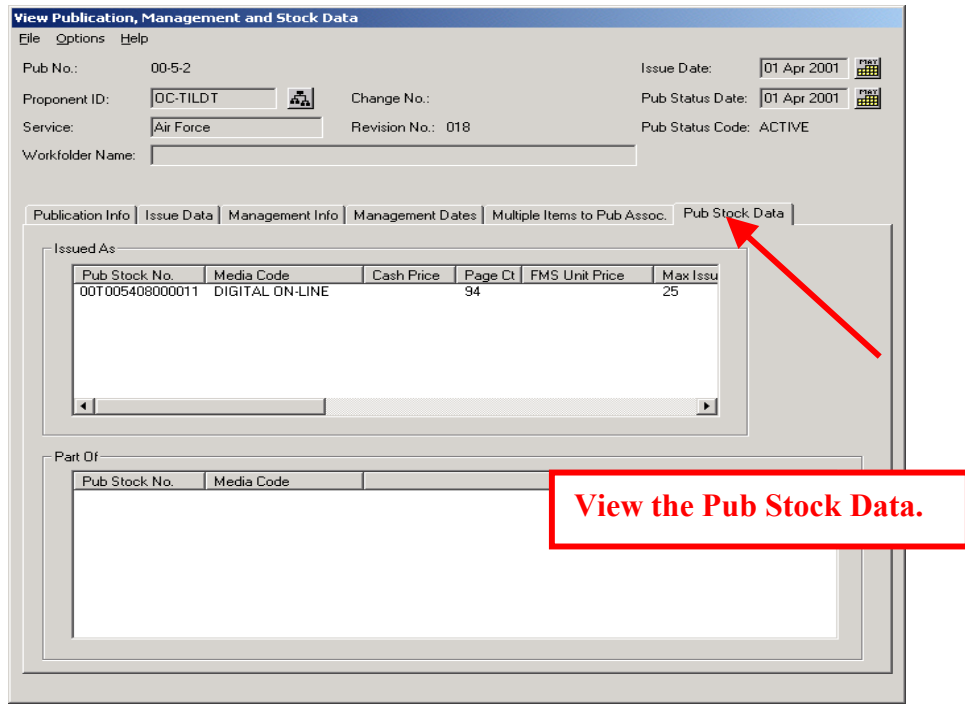 View Publication, Management and Stock Data
File Options Help
Pub No.: 00-5-2 Issue Date: 01 Apr 2001
Proponent ID: OC-TILDT Change No.: Pub Status Date: 01 Apr 2001
Service: Air Force Revision No.: 018 Pub Status Code: ACTIVE
Workfolder Name:
Publication Info Issue Data Management Info Management Dates Multiple Items to Pub Assoc. Pub Stock Data
Issued As
Pub Stock No. Media Code Cash Price Page Ct FMS Unit Price Max Issu
00T005408000011 DIGITAL ON-LINE 94 25
Part Of
Pub Stock No. Media Code
View the Pub Stock Data.